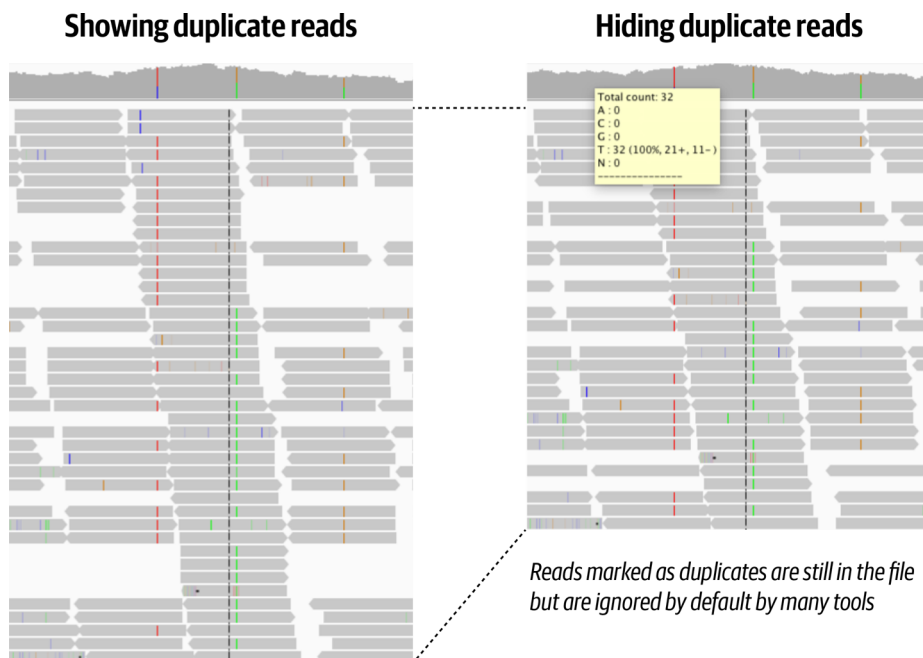 Showing duplicate reads
Hiding duplicate reads
Total count: 32
A : 0
C : 0
G : 0
T : 32 (100%, 21+, 11- )
N : 0
---------------
Reads marked as duplicates are still in the file
but are ignored by default by many tools